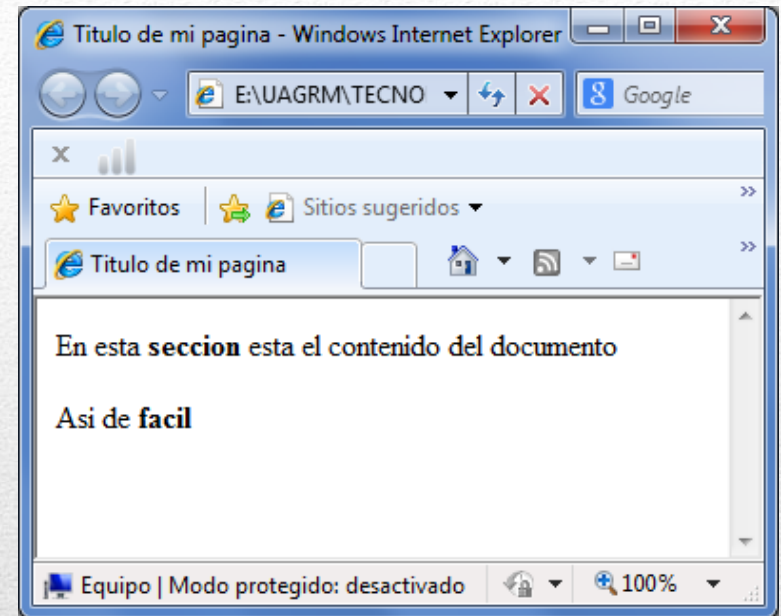 Titulo de mi pagina - Windows Internet Explorer
E:\UAGRM\TECNO
Google
Favoritos
Sitios sugeridos
Titulo de mi pagina
En esta seccion esta el contenido del documento
Asi de facil
Equipo | Modo protegido: desactivado
100%